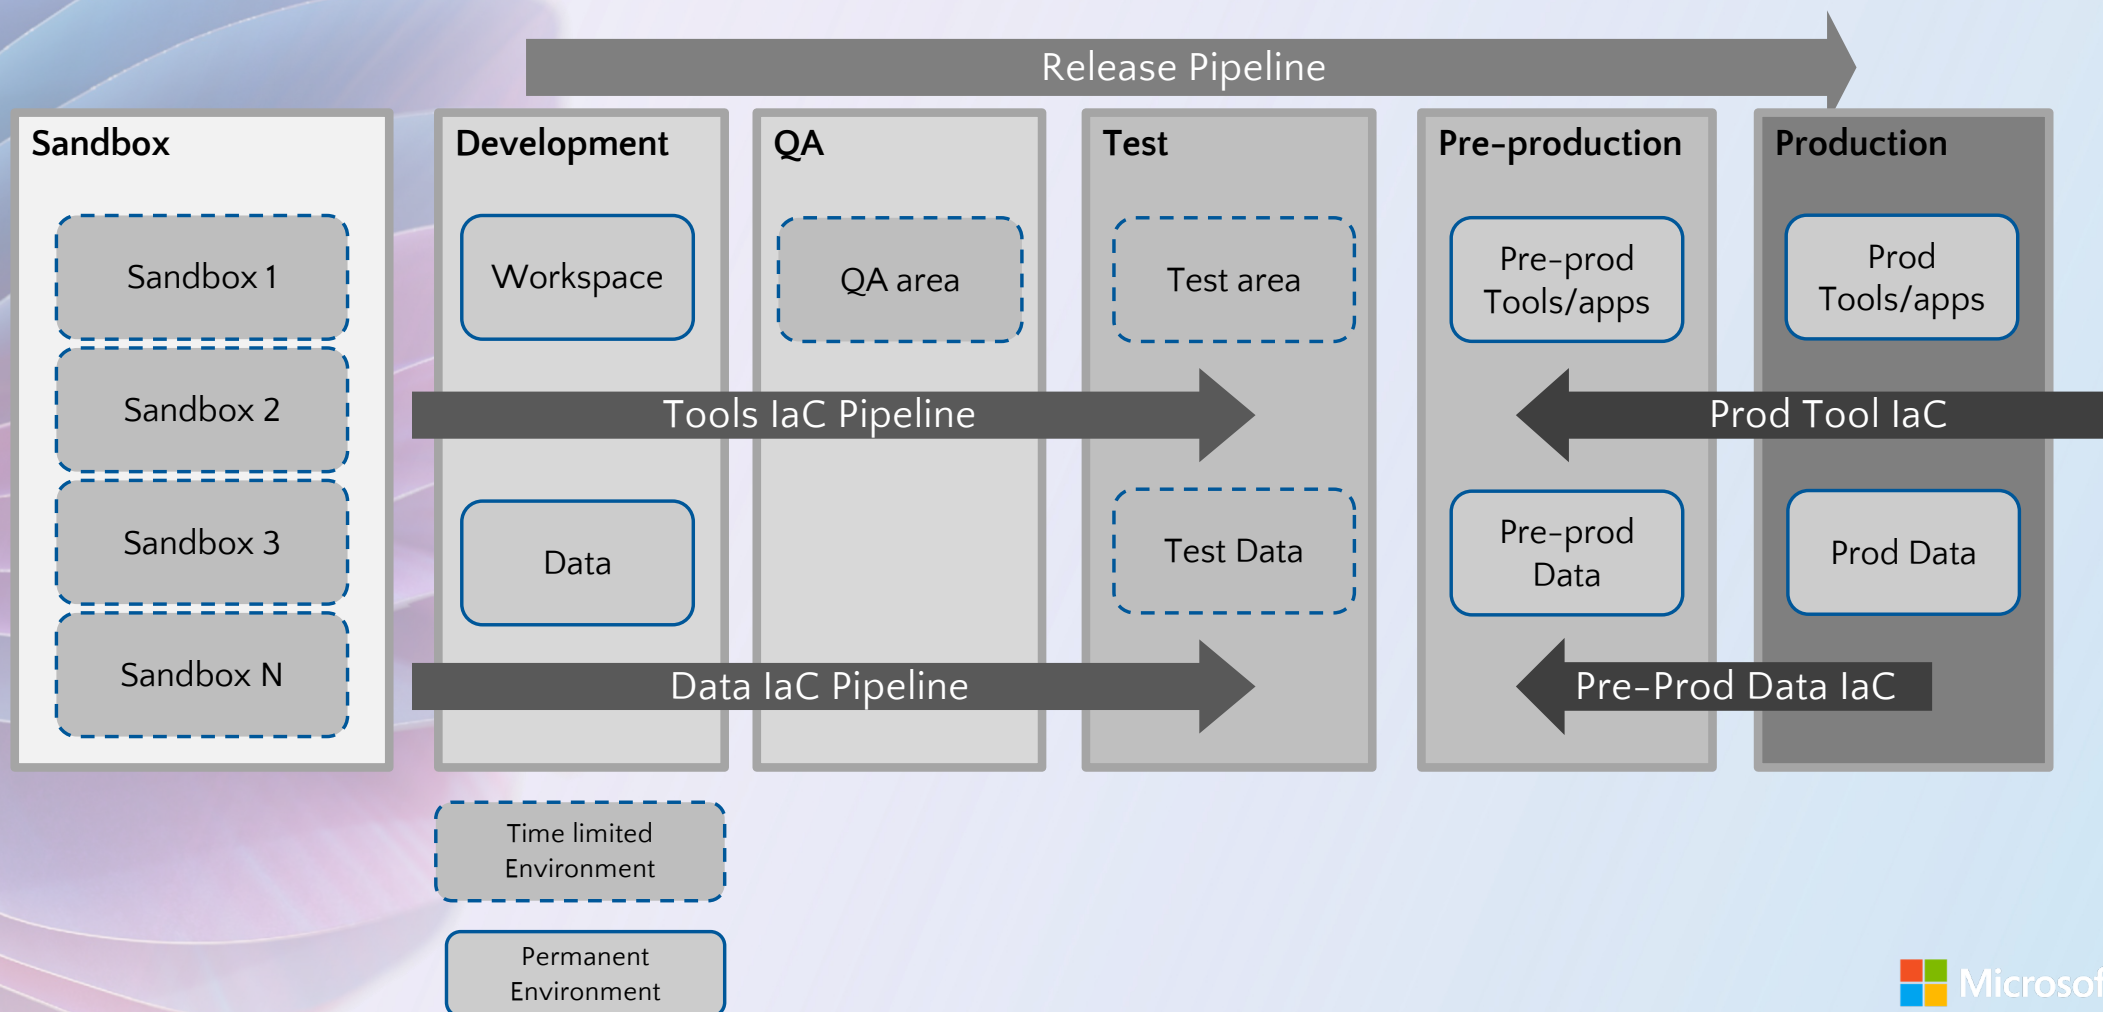 Release Pipeline
Sandbox
Development
QA
Test
Pre-production
Production
Sandbox 1
Workspace
QA area
Test area
Pre-prod
Tools/apps
Prod
Tools/apps
Sandbox 2
Tools IaC Pipeline
Prod Tool IaC
Sandbox 3
Data
Test Data
Pre-prod
Data
Prod Data
Sandbox N
Data IaC Pipeline
Pre-Prod Data IaC
Time limited
Environment
Permanent
Environment
Microsof